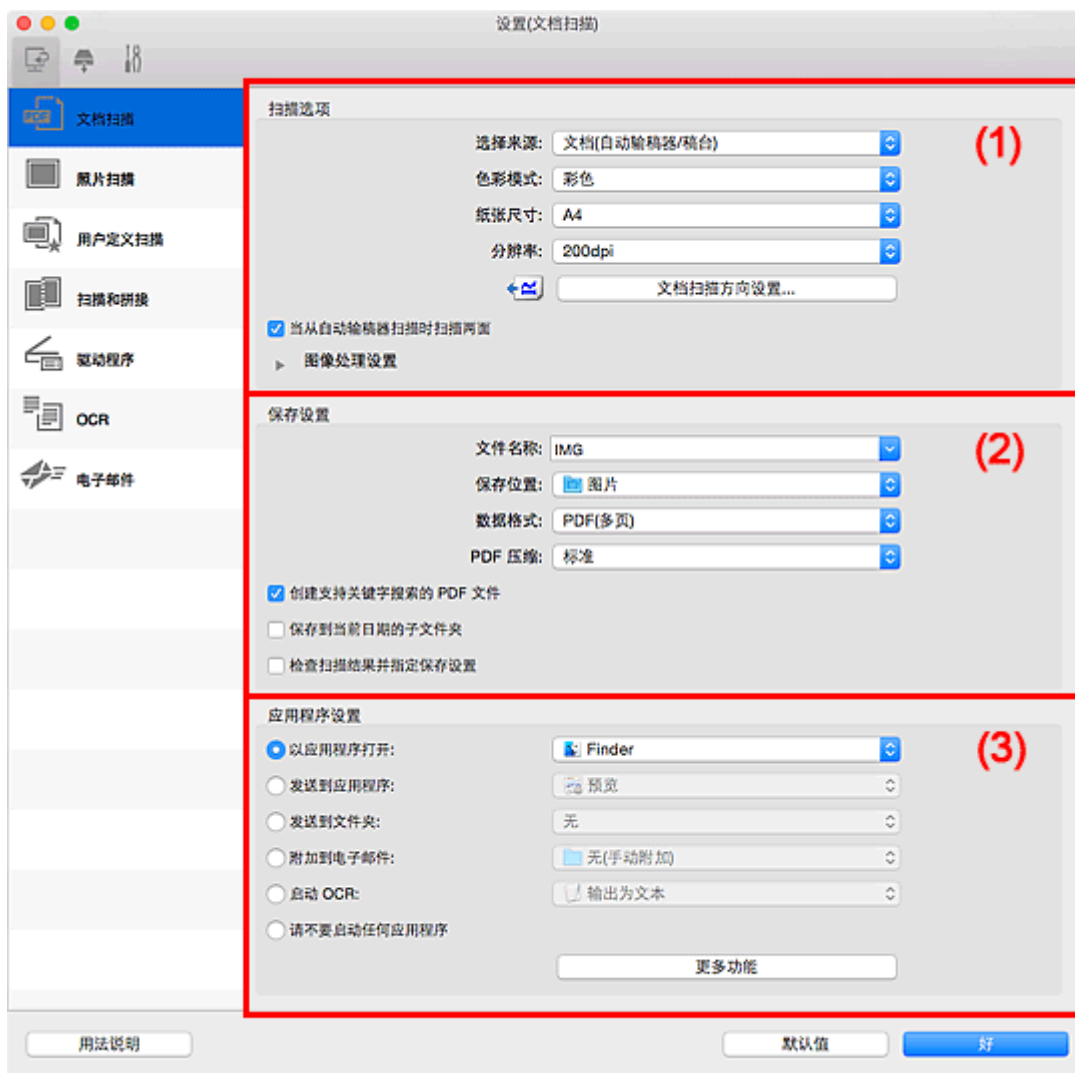 设置(文档扫描)
文档扫描
照片扫描
用户定义扫描
扫描和拼接
驱动程序
OCR
电子邮件
扫描选项
(1)
选择来源: 文档(自动输稿器/稿台)
色彩模式: 彩色
纸张尺寸: A4
分辨率: 200dpi
文档扫描方向设置...
当从自动输稿器扫描时扫描两面
图像处理设置
保存设置
(2)
文件名称: IMG
保存位置: 图片
数据格式: PDF(多页)
PDF 压缩: 标准
创建支持关键字搜索的 PDF 文件
保存到当前日期的子文件夹
检查扫描结果并指定保存设置
应用程序设置
(3)
以应用程序打开: Finder
发送到应用程序: 预览
发送到文件夹: 无
附加到电子邮件: 无(手动附加)
启动 OCR: 输出为文本
请不要启动任何应用程序
更多功能
用法说明
默认值
好